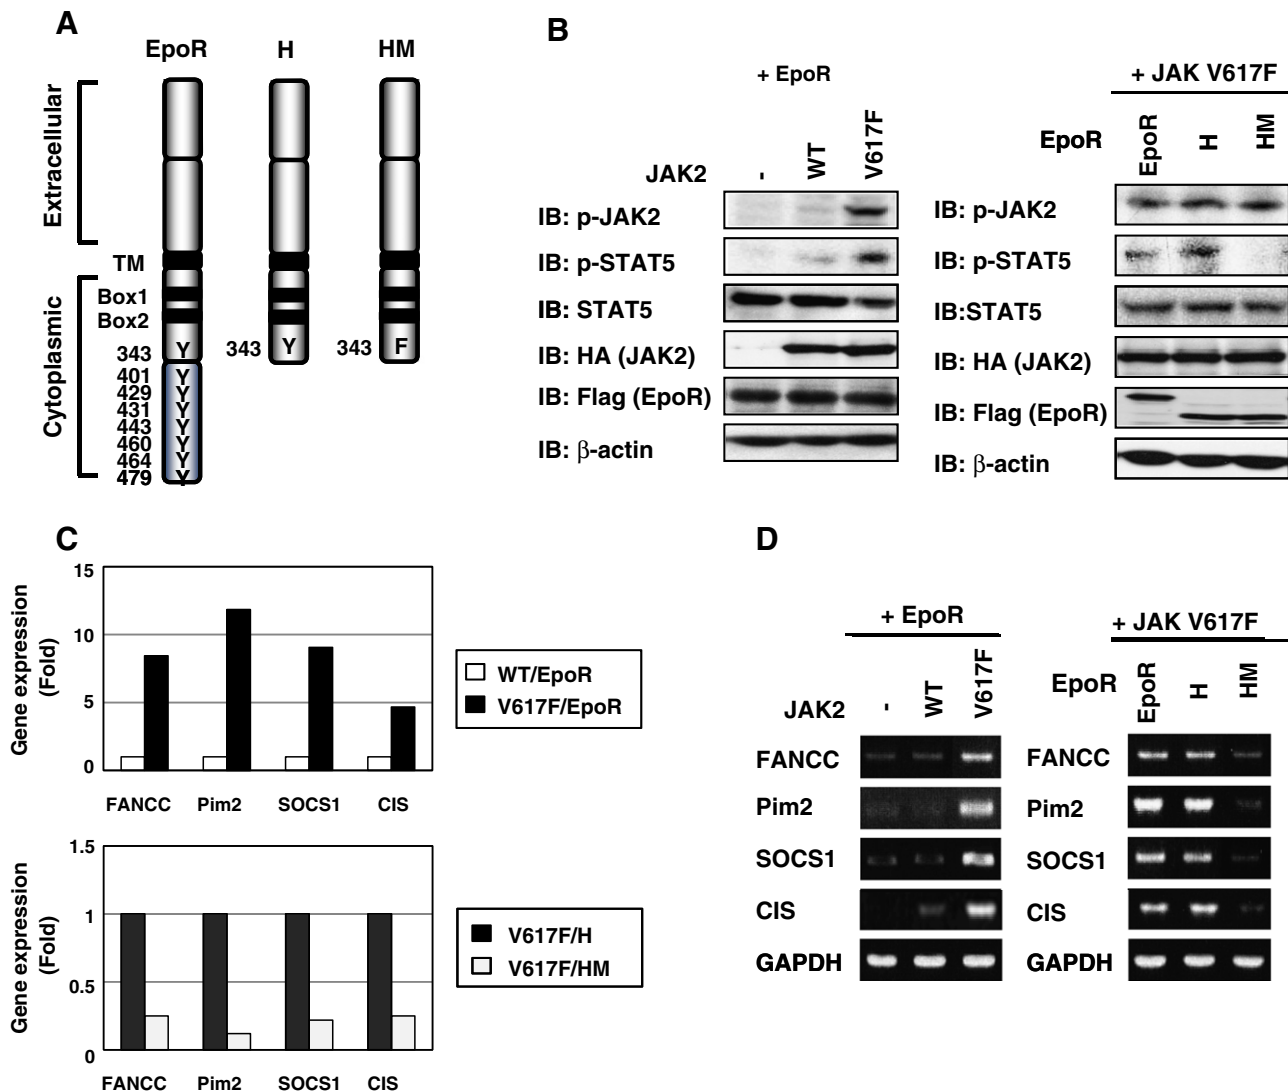 A
EpoR H HM
Extracellular
TM
Cytoplasmic
Box1
Box2
343 Y 343 Y 343 F
401 Y
429 Y
431 Y
443 Y
460 Y
464 Y
479 Y
B
+ EpoR
JAK2 - WT V617F
IB: p-JAK2
IB: p-STAT5
IB: STAT5
IB: HA (JAK2)
IB: Flag (EpoR)
IB: β-actin
+ JAK V617F
EpoR EpoR H HM
IB: p-JAK2
IB: p-STAT5
IB:STAT5
IB: HA (JAK2)
IB: Flag (EpoR)
IB: β-actin
C
Gene expression
(Fold)
15
10
5
0
FANCC Pim2 SOCS1 CIS
WT/EpoR
V617F/EpoR
Gene expression
(Fold)
1.5
1
0.5
0
FANCC Pim2 SOCS1 CIS
V617F/H
V617F/HM
D
+ EpoR
JAK2 - WT V617F
FANCC
Pim2
SOCS1
CIS
GAPDH
+ JAK V617F
EpoR EpoR H HM
FANCC
Pim2
SOCS1
CIS
GAPDH